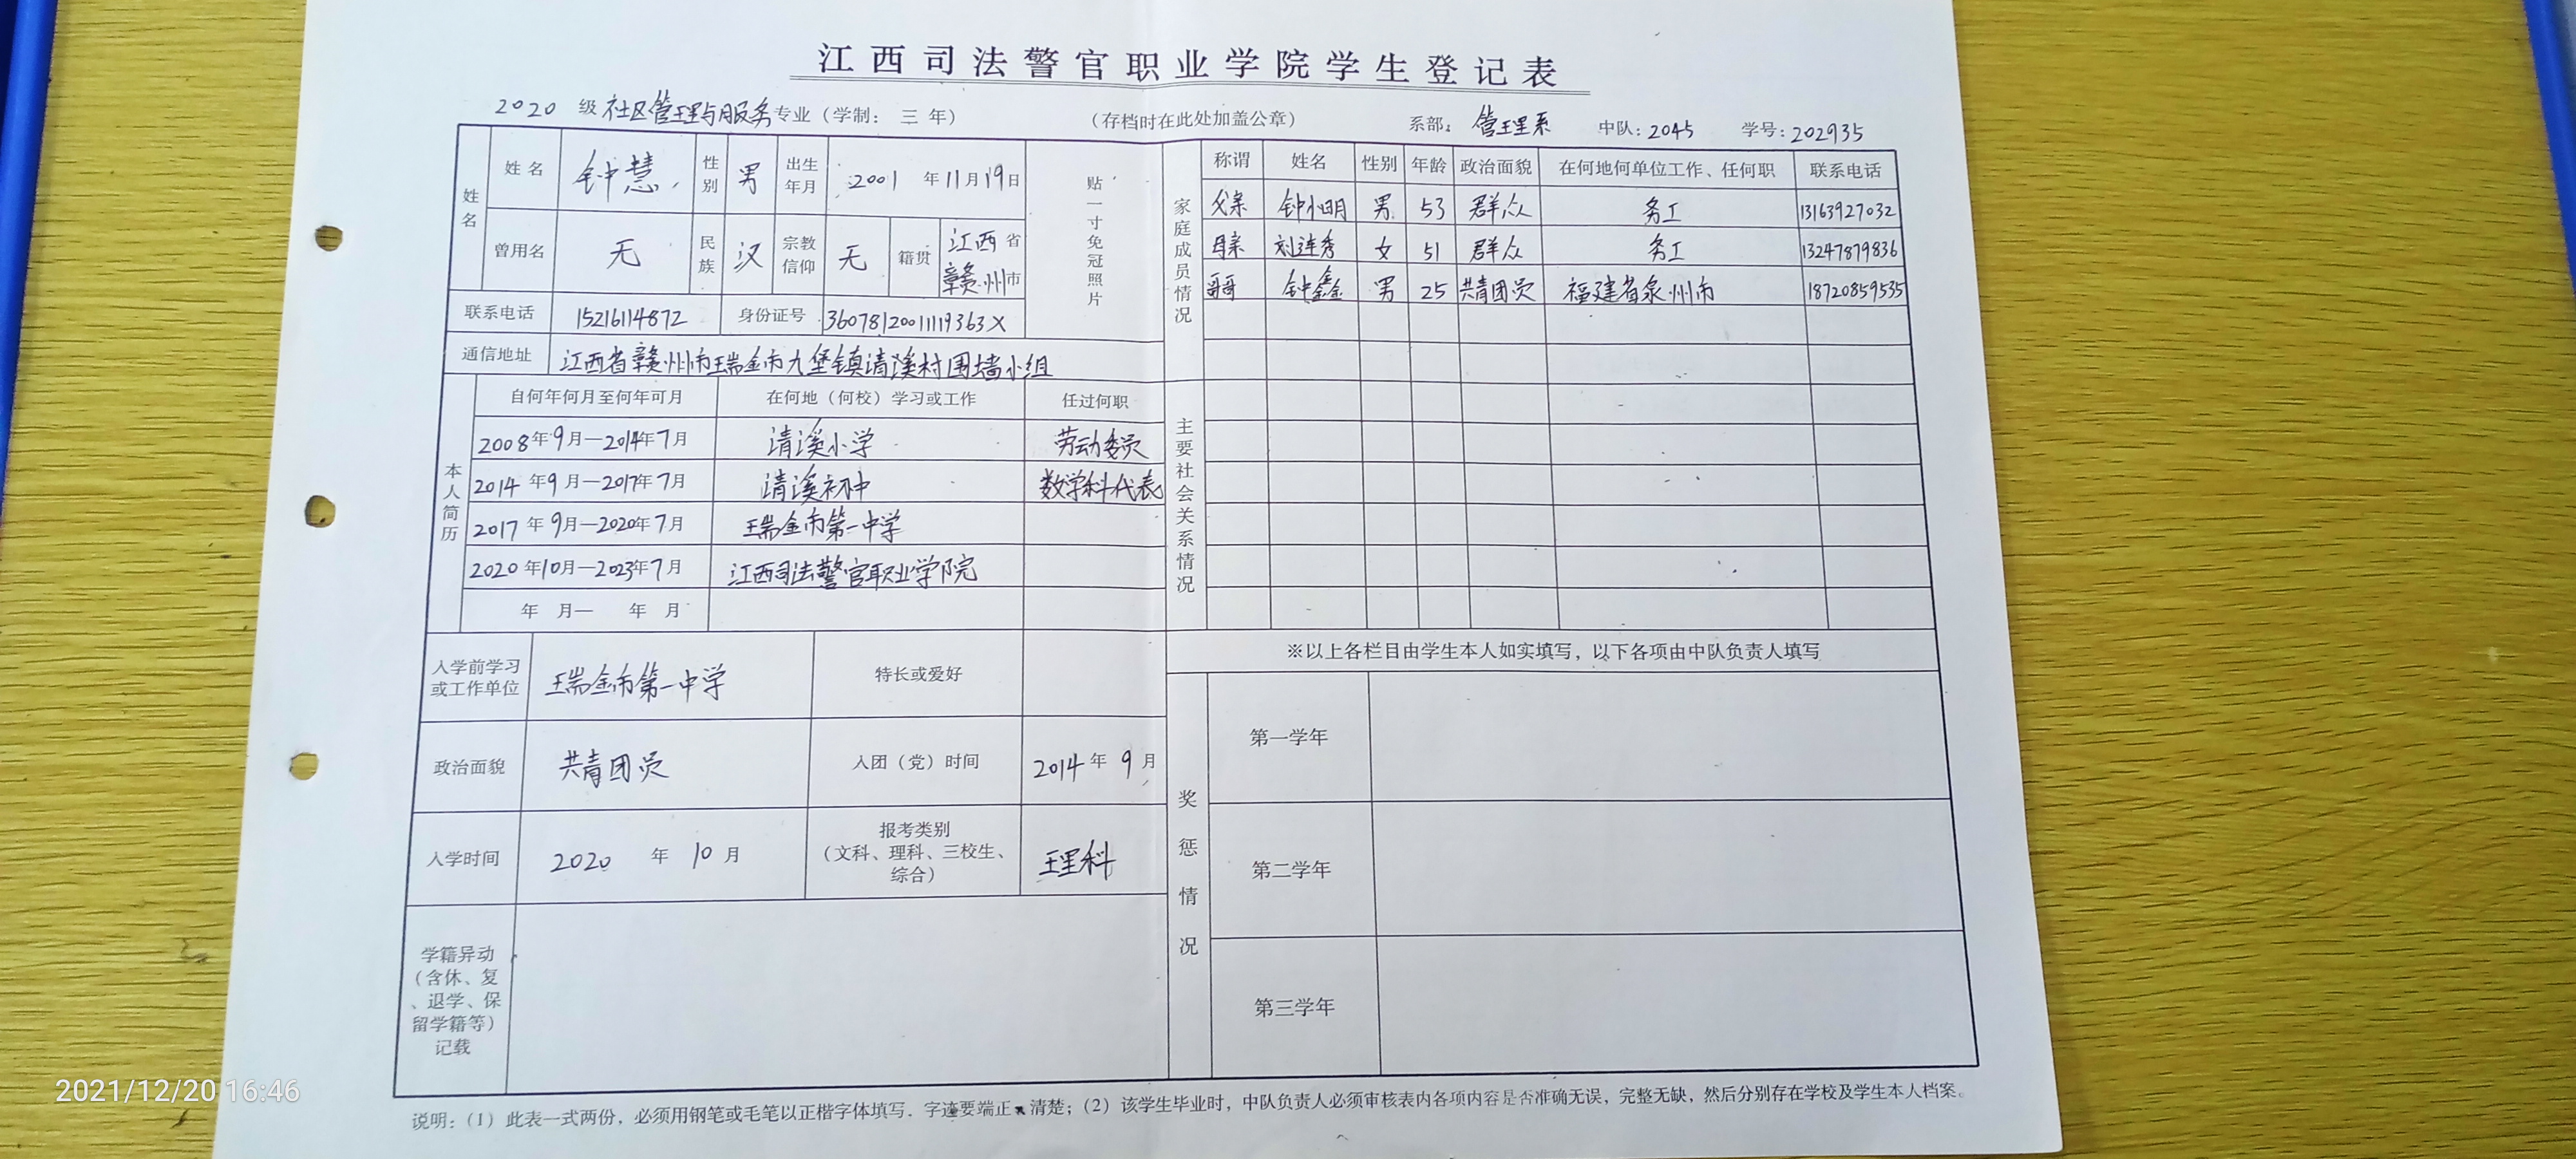 江西司法警官职业学院学生登记表
2020 级 社区管理与服务 专业（学制： 三 年） （存档时在此处加盖公章） 系部： 管理系 中队：2045 学号：202935
姓名
姓名 钟慧 性别 男 出生年月 2001 年 11 月 19 日
曾用名 无 民族 汉 宗教信仰 无 籍贯 江西 省 赣州 市
贴一寸免冠照片
联系电话 15216114872 身份证号 36078120011119363X
通信地址 江西省赣州市瑞金市九堡镇清溪村围墙小组
家庭成员情况
称谓 姓名 性别 年龄 政治面貌 在何地何单位工作、任何职 联系电话
父亲 钟小明 男 53 群众 务工 13163927032
母亲 刘连秀 女 51 群众 务工 13247879836
哥哥 钟鑫 男 25 共青团员 福建省泉州市 18720859535
主要社会关系情况
本人简历
自何年何月至何年可月 在何地（何校）学习或工作 任过何职
2008年9月—2014年7月 清溪小学 劳动委员
2014年9月—2017年7月 清溪初中 数学科代表
2017年9月—2020年7月 瑞金市第一中学
2020年10月—2023年7月 江西司法警官职业学院
年 月— 年 月
入学前学习或工作单位 瑞金市第一中学 特长或爱好
政治面貌 共青团员 入团（党）时间 2014 年 9 月
入学时间 2020 年 10 月 报考类别（文科、理科、三校生、综合） 理科
学籍异动（含休、复、退学、保留学籍等）记载
※以上各栏目由学生本人如实填写，以下各项由中队负责人填写
奖惩情况
第一学年
第二学年
第三学年
说明：（1）此表一式两份，必须用钢笔或毛笔以正楷字体填写．字迹要端正、清楚；（2）该学生毕业时，中队负责人必须审核表内各项内容是否准确无误，完整无缺，然后分别存在学校及学生本人档案。
2021/12/20 16:46